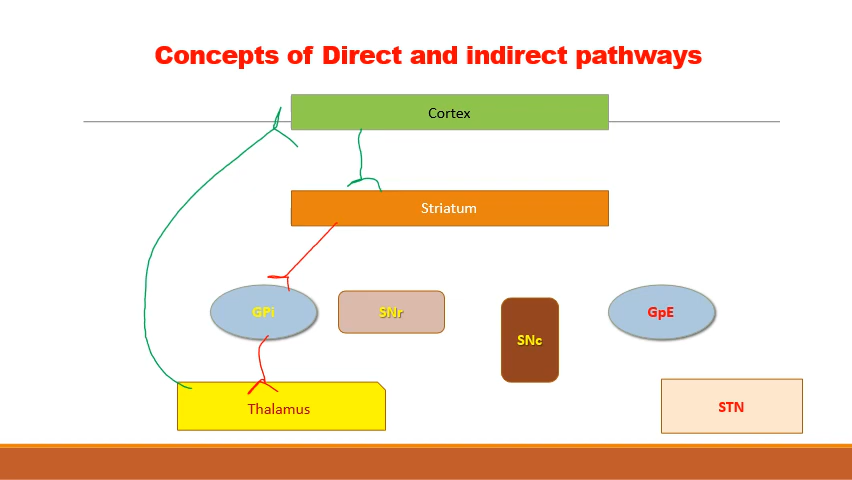 Concepts of Direct and indirect pathways
Cortex
Striatum
GPi
SNr
SNc
GpE
Thalamus
STN